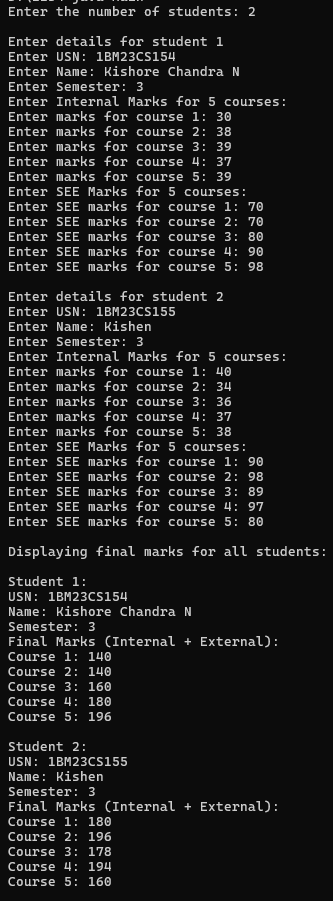 Enter the number of students: 2
Enter details for student 1
Enter USN: 1BM23CS154
Enter Name: Kishore Chandra N
Enter Semester: 3
Enter Internal Marks for 5 courses:
Enter marks for course 1: 30
Enter marks for course 2: 38
Enter marks for course 3: 39
Enter marks for course 4: 37
Enter marks for course 5: 39
Enter SEE Marks for 5 courses:
Enter SEE marks for course 1: 70
Enter SEE marks for course 2: 70
Enter SEE marks for course 3: 80
Enter SEE marks for course 4: 90
Enter SEE marks for course 5: 98
Enter details for student 2
Enter USN: 1BM23CS155
Enter Name: Kishen
Enter Semester: 3
Enter Internal Marks for 5 courses:
Enter marks for course 1: 40
Enter marks for course 2: 34
Enter marks for course 3: 36
Enter marks for course 4: 37
Enter marks for course 5: 38
Enter SEE Marks for 5 courses:
Enter SEE marks for course 1: 90
Enter SEE marks for course 2: 98
Enter SEE marks for course 3: 89
Enter SEE marks for course 4: 97
Enter SEE marks for course 5: 80
Displaying final marks for all students:
Student 1:
USN: 1BM23CS154
Name: Kishore Chandra N
Semester: 3
Final Marks (Internal + External):
Course 1: 140
Course 2: 140
Course 3: 160
Course 4: 180
Course 5: 196
Student 2:
USN: 1BM23CS155
Name: Kishen
Semester: 3
Final Marks (Internal + External):
Course 1: 180
Course 2: 196
Course 3: 178
Course 4: 194
Course 5: 160